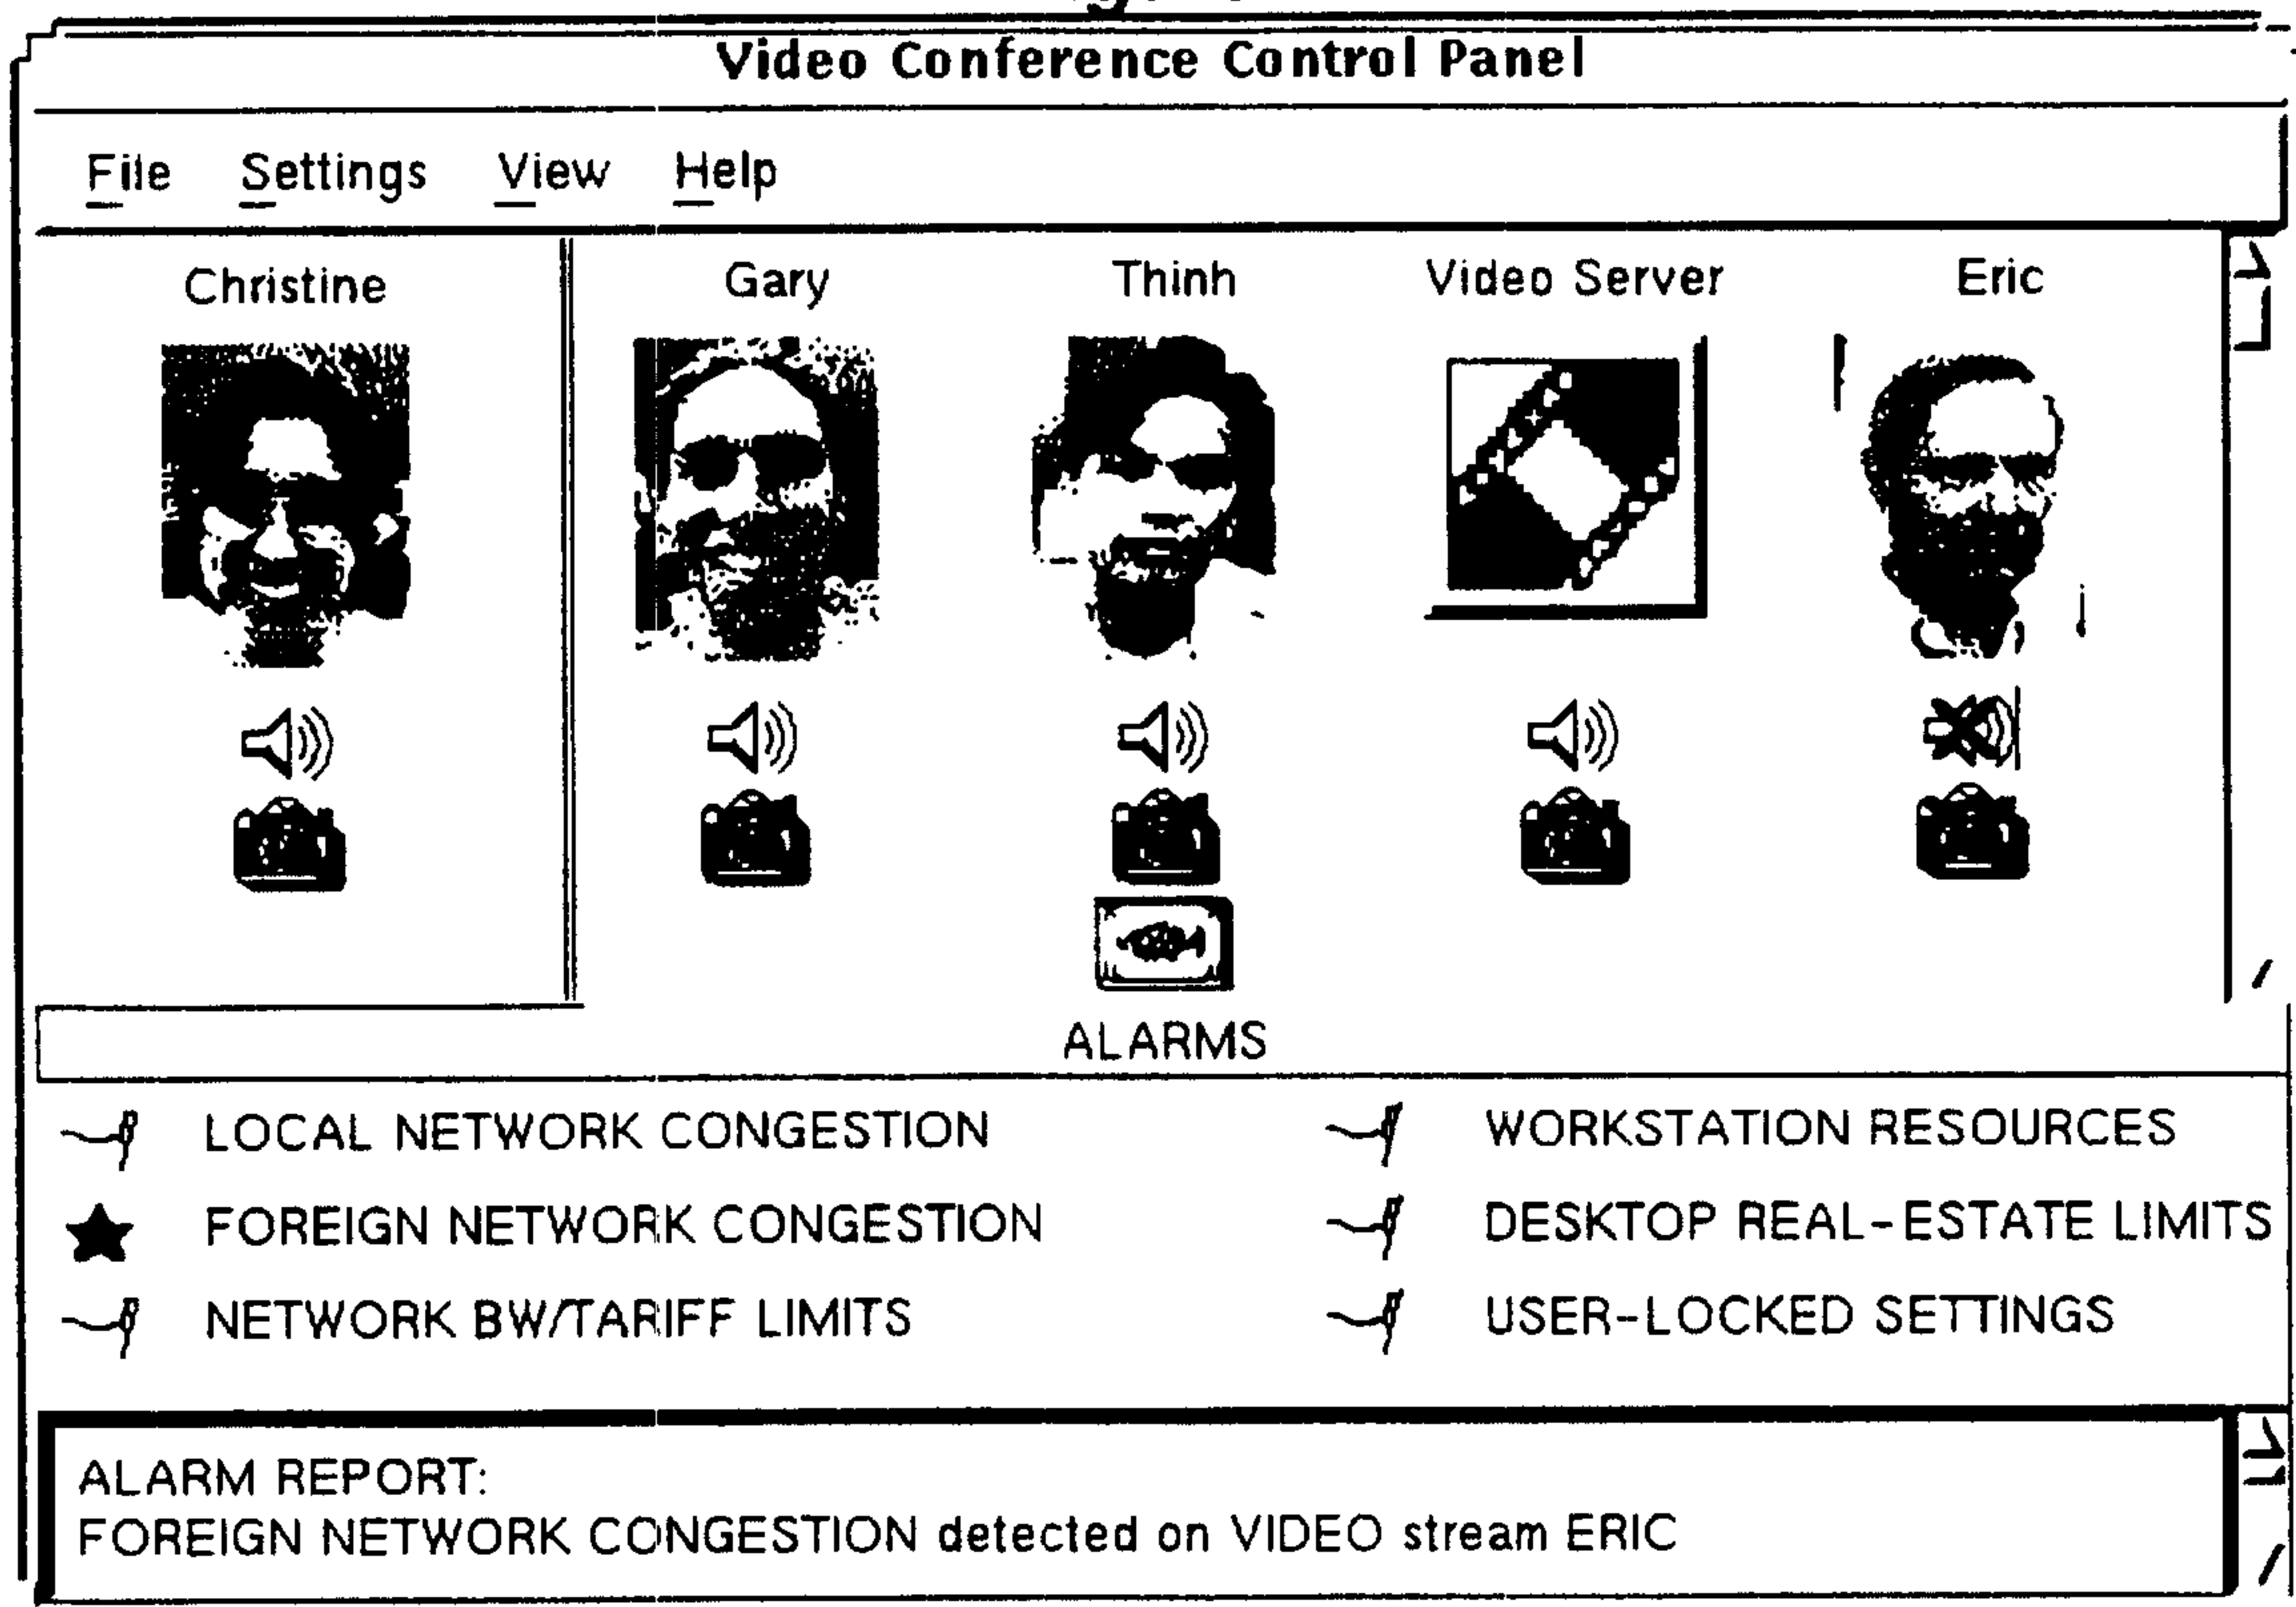 Video Conference Control Panel
File Settings View Help
Christine Gary Thinh Video Server Eric
ALARMS
LOCAL NETWORK CONGESTION WORKSTATION RESOURCES
FOREIGN NETWORK CONGESTION DESKTOP REAL-ESTATE LIMITS
NETWORK BW/TARIFF LIMITS USER-LOCKED SETTINGS
ALARM REPORT:
FOREIGN NETWORK CONGESTION detected on VIDEO stream ERIC